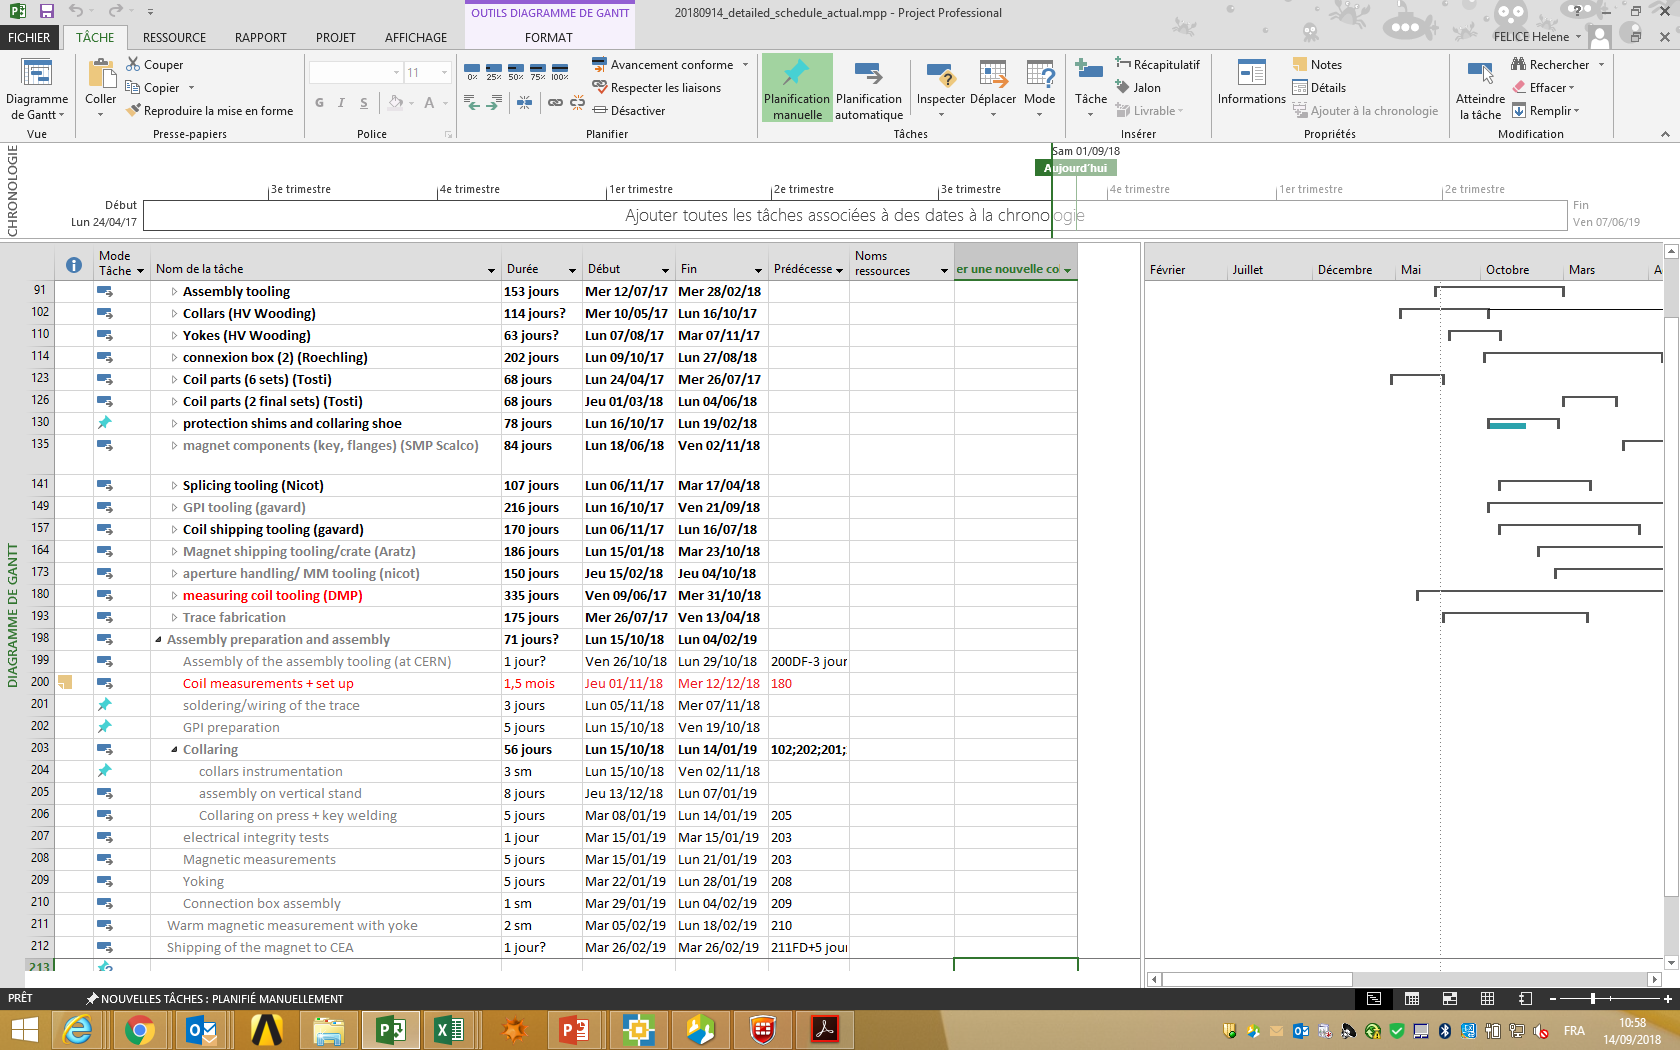 OUTILS DIAGRAMME DE GANTT
20180914_detailed_schedule_actual.mpp - Project Professional
FICHIER TÂCHE RESSOURCE RAPPORT PROJET AFFICHAGE FORMAT FELICE Helene
Diagramme de Gantt
Vue
Coller
Couper
Copier
Reproduire la mise en forme
Presse-papiers
11
G I S A
Police
0% 25% 50% 75% 100%
Avancement conforme
Respecter les liaisons
Désactiver
Planifier
Planification manuelle
Planification automatique
Inspecter Déplacer Mode
Tâches
Tâche
Récapitulatif
Jalon
Livrable
Insérer
Informations
Notes
Détails
Ajouter à la chronologie
Propriétés
Atteindre la tâche
Rechercher
Effacer
Remplir
Modification
CHRONOLOGIE
Sam 01/09/18
Aujourd'hui
3e trimestre 4e trimestre 1er trimestre 2e trimestre 3e trimestre 4e trimestre 1er trimestre 2e trimestre
Début
Lun 24/04/17
Ajouter toutes les tâches associées à des dates à la chronologie
Fin
Ven 07/06/19
DIAGRAMME DE GANTT
Mode Tâche Nom de la tâche Durée Début Fin Prédécesse Noms ressources er une nouvelle co
Février Juillet Décembre Mai Octobre Mars A
91 Assembly tooling 153 jours Mer 12/07/17 Mer 28/02/18
102 Collars (HV Wooding) 114 jours? Mer 10/05/17 Lun 16/10/17
110 Yokes (HV Wooding) 63 jours? Lun 07/08/17 Mar 07/11/17
114 connexion box (2) (Roechling) 202 jours Lun 09/10/17 Lun 27/08/18
123 Coil parts (6 sets) (Tosti) 68 jours Lun 24/04/17 Mer 26/07/17
126 Coil parts (2 final sets) (Tosti) 68 jours Jeu 01/03/18 Lun 04/06/18
130 protection shims and collaring shoe 78 jours Lun 16/10/17 Lun 19/02/18
135 magnet components (key, flanges) (SMP Scalco) 84 jours Lun 18/06/18 Ven 02/11/18
141 Splicing tooling (Nicot) 107 jours Lun 06/11/17 Mar 17/04/18
149 GPI tooling (gavard) 216 jours Lun 16/10/17 Ven 21/09/18
157 Coil shipping tooling (gavard) 170 jours Lun 06/11/17 Lun 16/07/18
164 Magnet shipping tooling/crate (Aratz) 186 jours Lun 15/01/18 Mar 23/10/18
173 aperture handling/ MM tooling (nicot) 150 jours Jeu 15/02/18 Jeu 04/10/18
180 measuring coil tooling (DMP) 335 jours Ven 09/06/17 Mer 31/10/18
193 Trace fabrication 175 jours Mer 26/07/17 Ven 13/04/18
198 Assembly preparation and assembly 71 jours? Lun 15/10/18 Lun 04/02/19
199 Assembly of the assembly tooling (at CERN) 1 jour? Ven 26/10/18 Lun 29/10/18 200DF-3 jour
200 Coil measurements + set up 1,5 mois Jeu 01/11/18 Mer 12/12/18 180
201 soldering/wiring of the trace 3 jours Lun 05/11/18 Mer 07/11/18
202 GPI preparation 5 jours Lun 15/10/18 Ven 19/10/18
203 Collaring 56 jours Lun 15/10/18 Lun 14/01/19 102;202;201;
204 collars instrumentation 3 sm Lun 15/10/18 Ven 02/11/18
205 assembly on vertical stand 8 jours Jeu 13/12/18 Lun 07/01/19
206 Collaring on press + key welding 5 jours Mar 08/01/19 Lun 14/01/19 205
207 electrical integrity tests 1 jour Mar 15/01/19 Mar 15/01/19 203
208 Magnetic measurements 5 jours Mar 15/01/19 Lun 21/01/19 203
209 Yoking 5 jours Mar 22/01/19 Lun 28/01/19 208
210 Connection box assembly 1 sm Mar 29/01/19 Lun 04/02/19 209
211 Warm magnetic measurement with yoke 2 sm Mar 05/02/19 Lun 18/02/19 210
212 Shipping of the magnet to CEA 1 jour? Mar 26/02/19 Mar 26/02/19 211FD+5 jour
213
PRÊT NOUVELLES TÂCHES : PLANIFIÉ MANUELLEMENT
FRA 10:58
14/09/2018